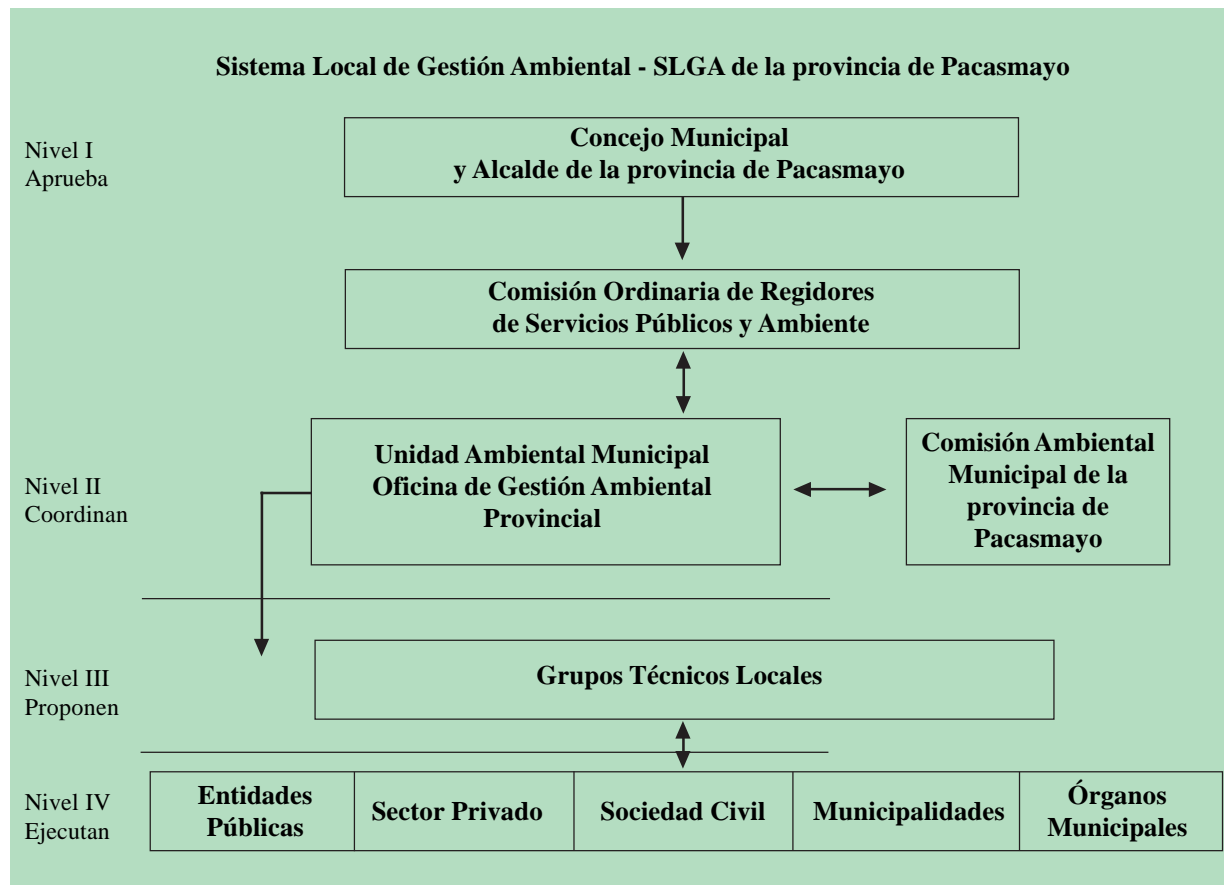 Sistema Local de Gestión Ambiental - SLGA de la provincia de Pacasmayo
Nivel I
Aprueba
Concejo Municipal
y Alcalde de la provincia de Pacasmayo
Comisión Ordinaria de Regidores
de Servicios Públicos y Ambiente
Nivel II
Coordinan
Unidad Ambiental Municipal
Oficina de Gestión Ambiental
Provincial
Comisión Ambiental
Municipal de la
provincia de
Pacasmayo
Nivel III
Proponen
Grupos Técnicos Locales
Nivel IV
Ejecutan
Entidades
Públicas
Sector Privado
Sociedad Civil
Municipalidades
Órganos
Municipales